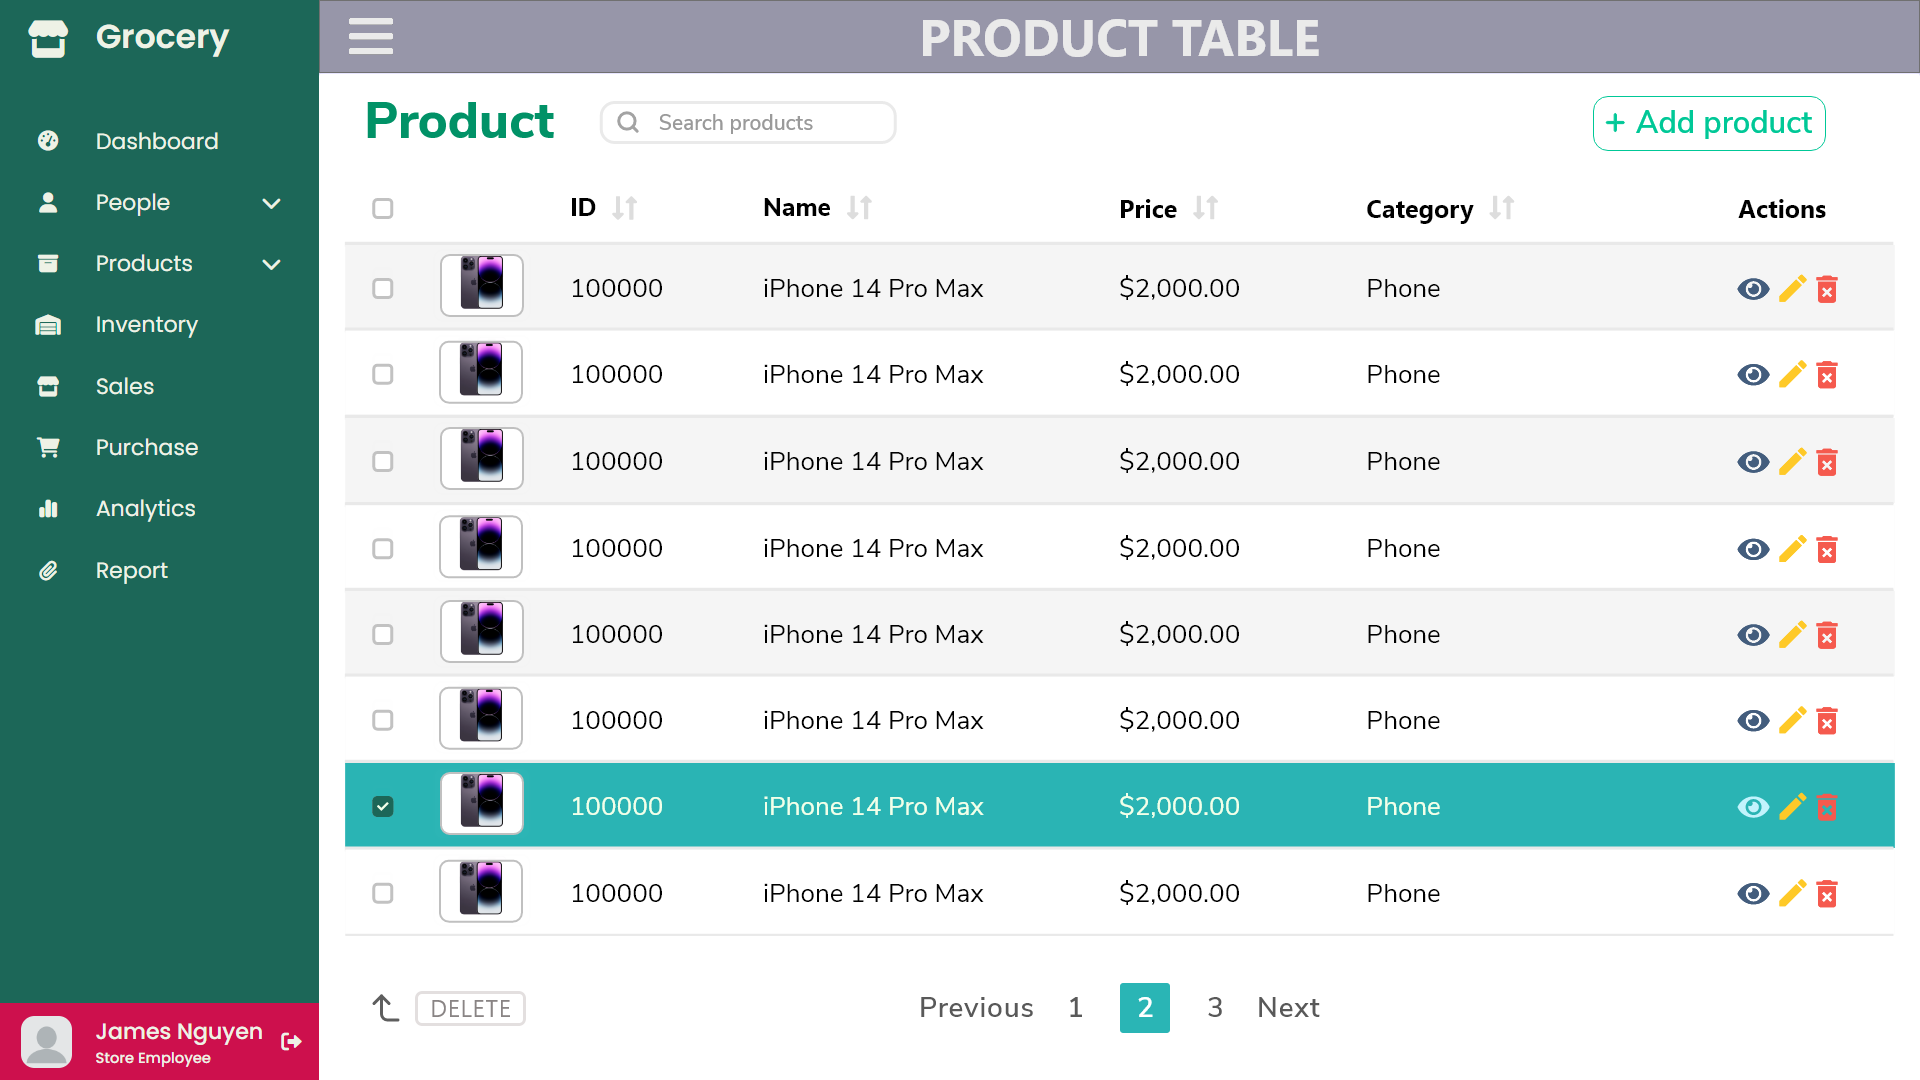 Grocery
PRODUCT TABLE
Dashboard
People
Products
Inventory
Sales
Purchase
Analytics
Report
James Nguyen
Store Employee
Product
Search products
+ Add product
ID Name Price Category Actions
100000 iPhone 14 Pro Max $2,000.00 Phone
100000 iPhone 14 Pro Max $2,000.00 Phone
100000 iPhone 14 Pro Max $2,000.00 Phone
100000 iPhone 14 Pro Max $2,000.00 Phone
100000 iPhone 14 Pro Max $2,000.00 Phone
100000 iPhone 14 Pro Max $2,000.00 Phone
100000 iPhone 14 Pro Max $2,000.00 Phone
100000 iPhone 14 Pro Max $2,000.00 Phone
DELETE
Previous 1 2 3 Next